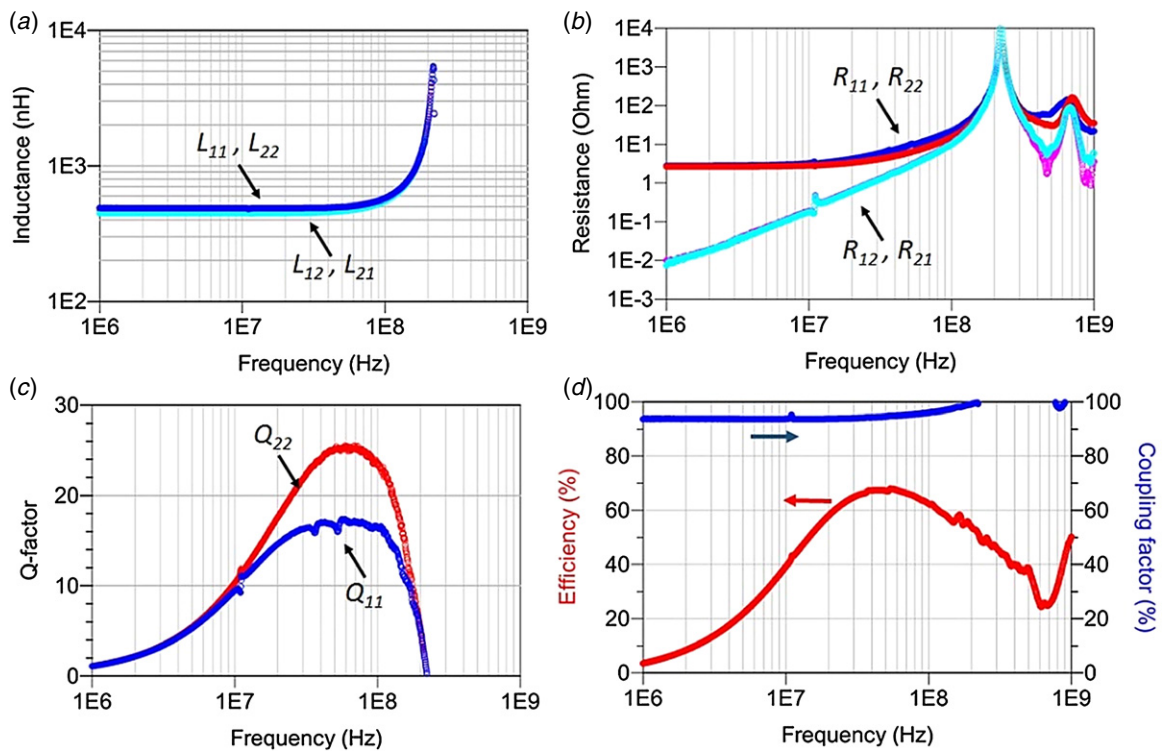 (a)
1E4
1E3
1E2
Inductance (nH)
L11 , L22
L12 , L21
1E6
1E7
1E8
1E9
Frequency (Hz)
(b)
1E4
1E3
1E2
1E1
1
1E-1
1E-2
1E-3
Resistance (Ohm)
R11 , R22
R12 , R21
1E6
1E7
1E8
1E9
Frequency (Hz)
(c)
30
20
10
0
Q-factor
Q22
Q11
1E6
1E7
1E8
1E9
Frequency (Hz)
(d)
100
80
60
40
20
0
Efficiency (%)
100
80
60
40
20
0
Coupling factor (%)
1E6
1E7
1E8
1E9
Frequency (Hz)